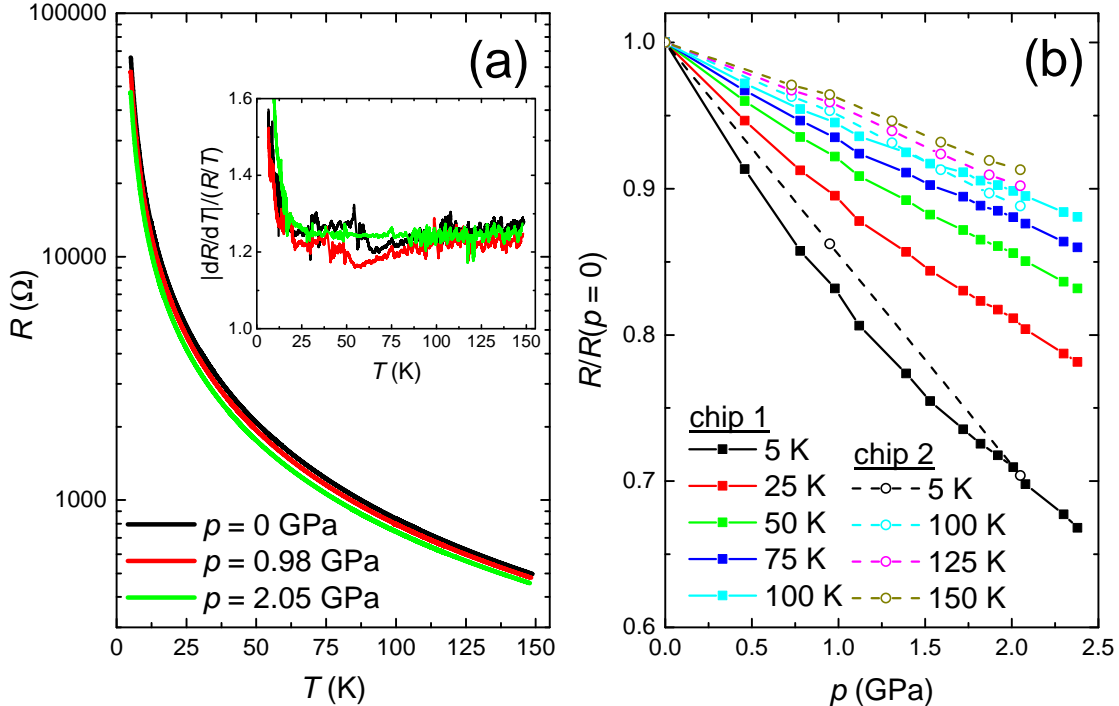 (a)
100000
10000
1000
R (Ω)
0
25
50
75
100
125
150
T (K)
p = 0 GPa
p = 0.98 GPa
p = 2.05 GPa
1.6
1.4
1.2
1.0
|dR/dT|/(R/T)
0
25
50
75
100
125
150
T (K)
(b)
1.0
0.9
0.8
0.7
0.6
R/R(p = 0)
0.0
0.5
1.0
1.5
2.0
2.5
p (GPa)
chip 1
5 K
25 K
50 K
75 K
100 K
chip 2
5 K
100 K
125 K
150 K